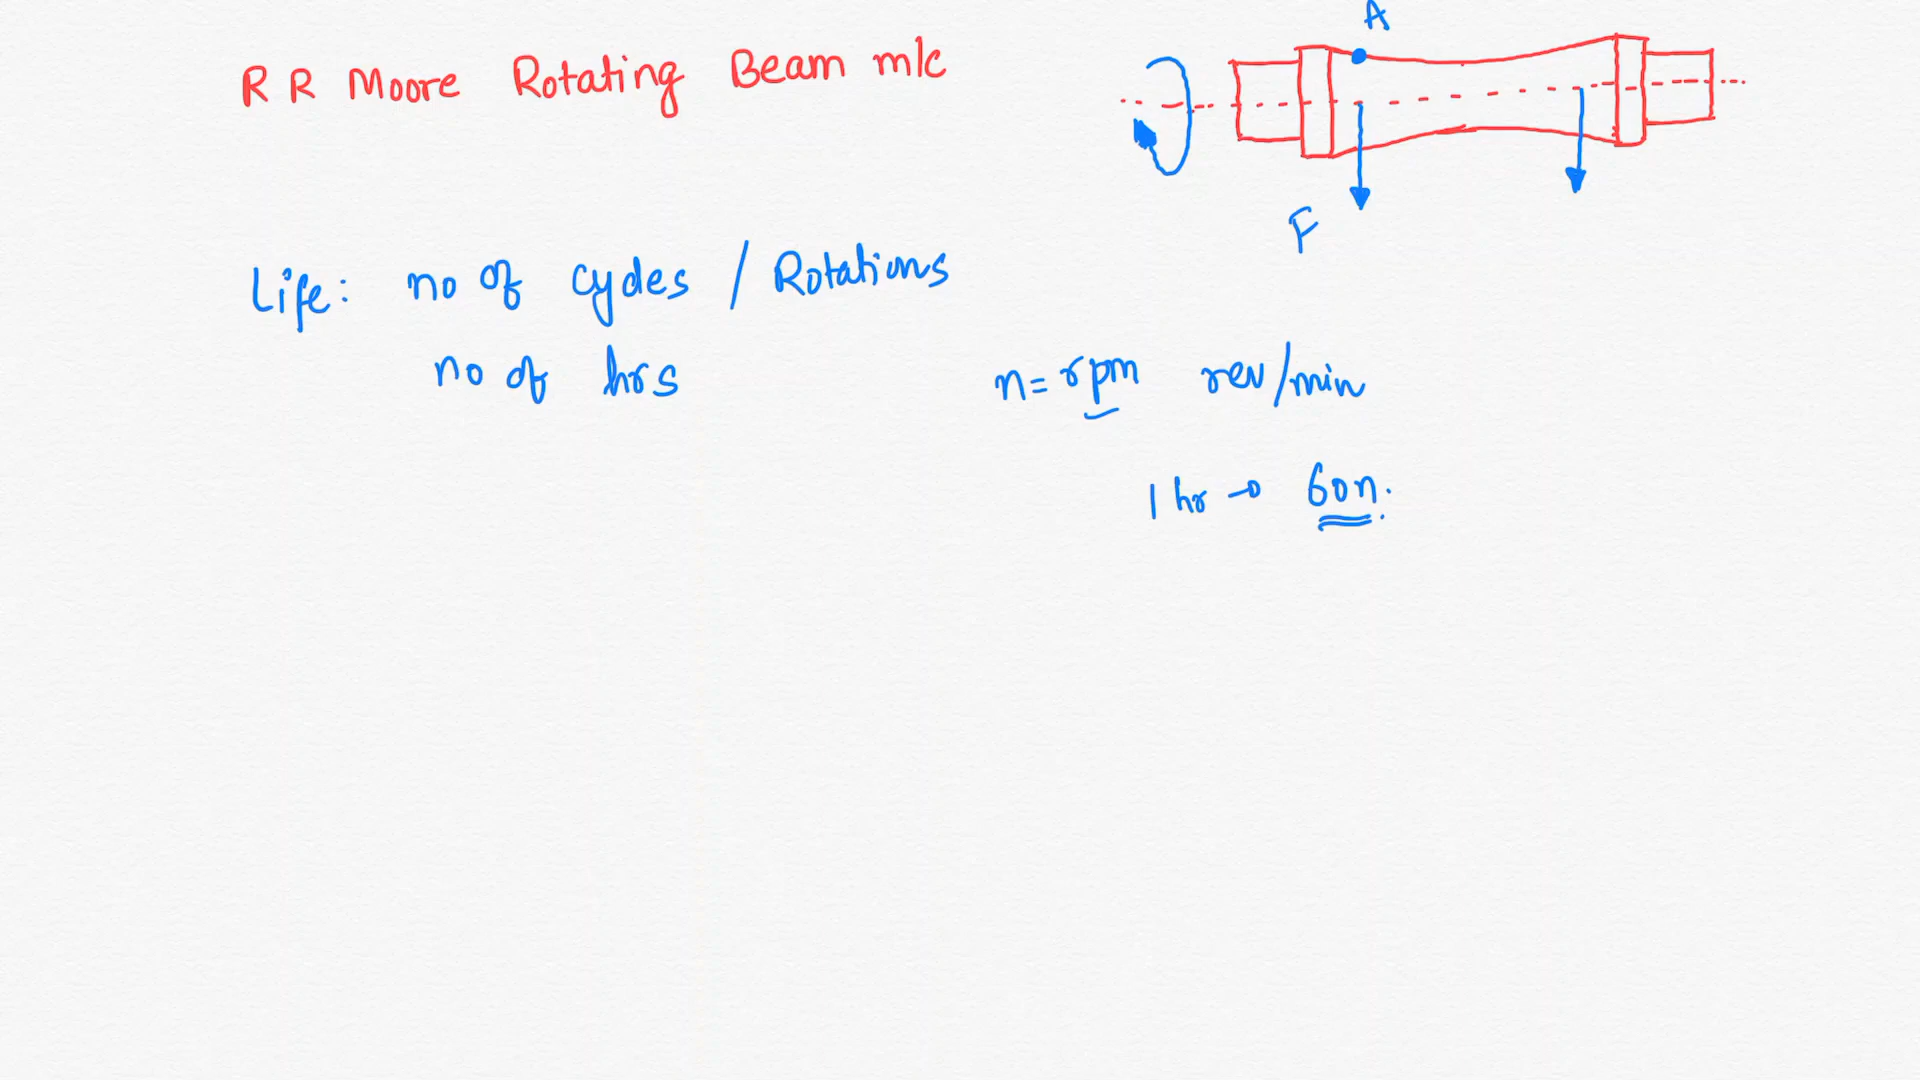 R R Moore Rotating Beam m/c
A
F
Life: no of cycles / Rotations
no of hrs
n= rpm rev/min
1 hr → 60n.